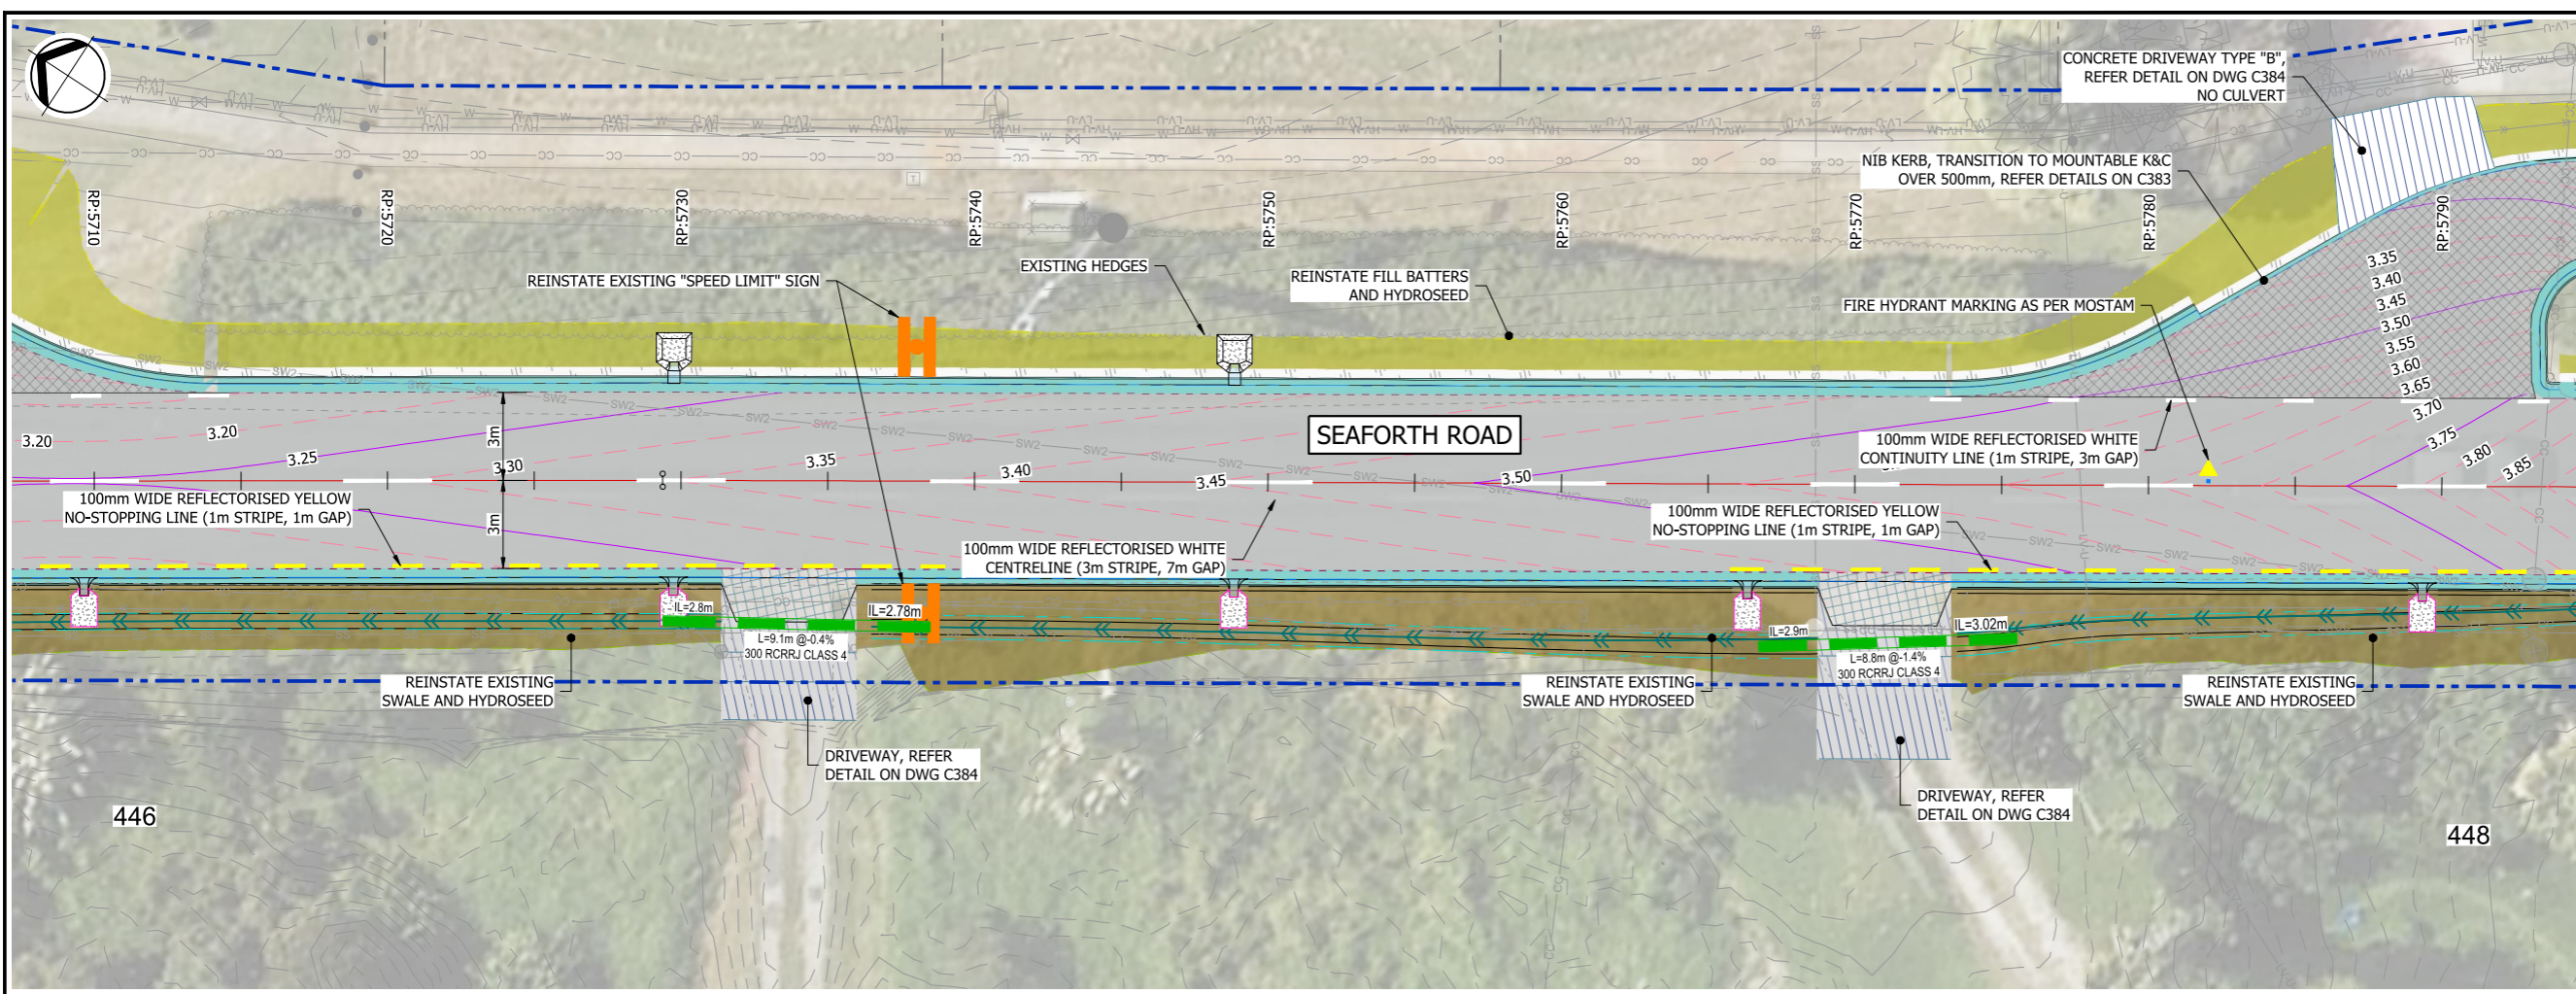 CONCRETE DRIVEWAY TYPE "B",
REFER DETAIL ON DWG C384
NO CULVERT
NIB KERB, TRANSITION TO MOUNTABLE K&C
OVER 500mm, REFER DETAILS ON C383
RP:5710
RP:5720
RP:5730
RP:5740
RP:5750
RP:5760
RP:5770
RP:5780
RP:5790
REINSTATE EXISTING "SPEED LIMIT" SIGN
EXISTING HEDGES
REINSTATE FILL BATTERS
AND HYDROSEED
FIRE HYDRANT MARKING AS PER MOSTAM
3.35
3.40
3.45
3.50
3.55
3.60
3.65
3.70
3.75
3.80
3.85
SEAFORTH ROAD
3.20
3.20
3.25
3.30
3.35
3.40
3.45
3.50
3m
3m
100mm WIDE REFLECTORISED WHITE
CONTINUITY LINE (1m STRIPE, 3m GAP)
100mm WIDE REFLECTORISED YELLOW
NO-STOPPING LINE (1m STRIPE, 1m GAP)
100mm WIDE REFLECTORISED WHITE
CENTRELINE (3m STRIPE, 7m GAP)
100mm WIDE REFLECTORISED YELLOW
NO-STOPPING LINE (1m STRIPE, 1m GAP)
IL=2.8m
IL=2.78m
L=9.1m @-0.4%
300 RCRRJ CLASS 4
IL=2.9m
IL=3.02m
L=8.8m @-1.4%
300 RCRRJ CLASS 4
REINSTATE EXISTING
SWALE AND HYDROSEED
REINSTATE EXISTING
SWALE AND HYDROSEED
REINSTATE EXISTING
SWALE AND HYDROSEED
DRIVEWAY, REFER
DETAIL ON DWG C384
DRIVEWAY, REFER
DETAIL ON DWG C384
446
448